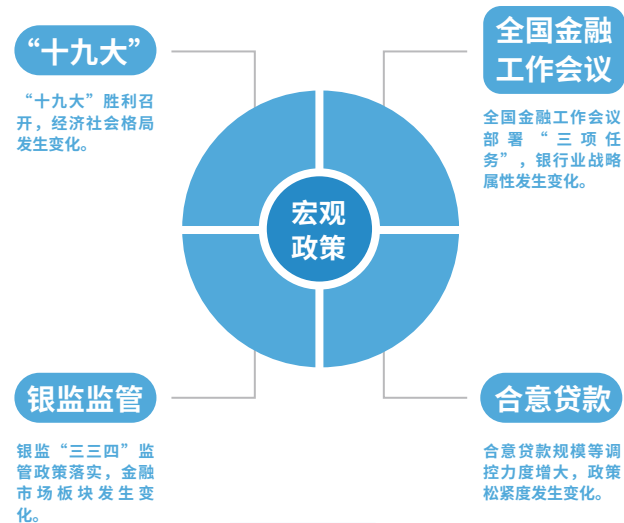 “十九大”
“十九大”胜利召
开，经济社会格局
发生变化。
全国金融
工作会议
全国金融工作会议
部署“三项任
务”，银行业战略
属性发生变化。
宏观
政策
银监监管
银监“三三四”监
管政策落实，金融
市场板块发生变
化。
合意贷款
合意贷款规模等调
控力度增大，政策
松紧度发生变化。